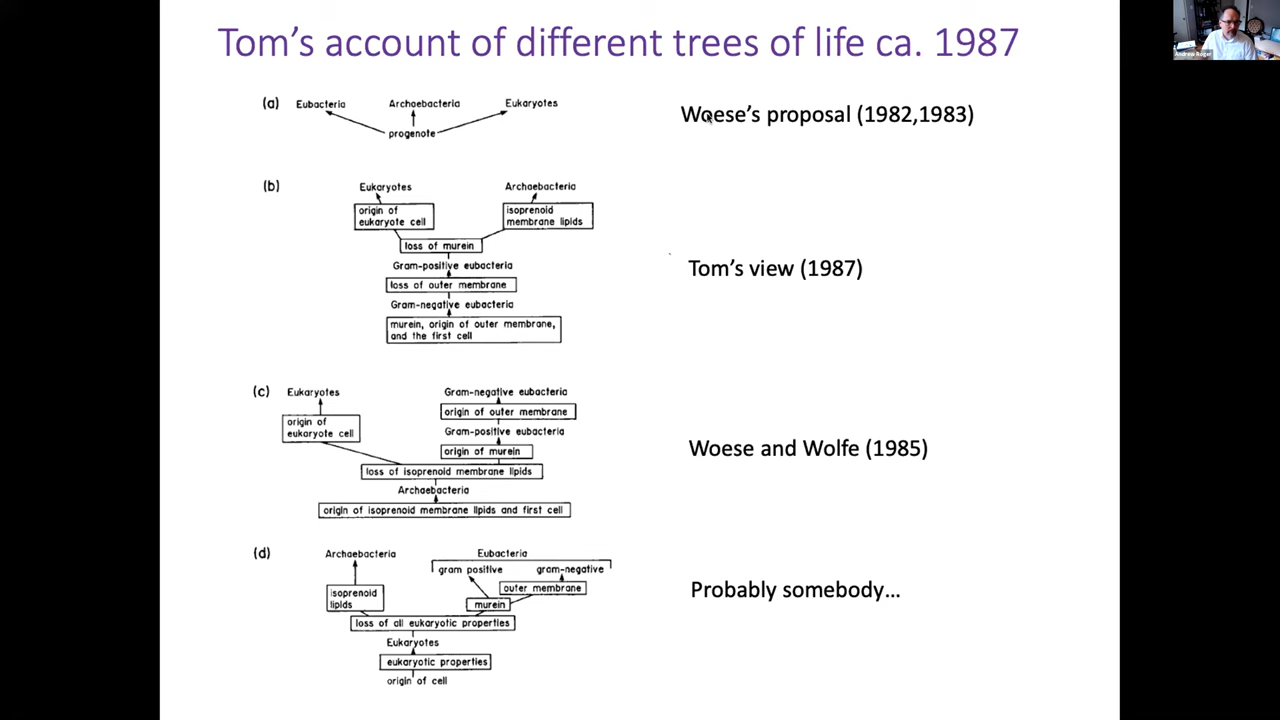 Tom's account of different trees of life ca. 1987
Andrew Roger
(a) Eubacteria Archaebacteria Eukaryotes
progenote
Woese's proposal (1982,1983)
(b)
Eukaryotes Archaebacteria
origin of
eukaryote cell
isoprenoid
membrane lipids
loss of murein
Gram-positive eubacteria
loss of outer membrane
Gram-negative eubacteria
murein, origin of outer membrane,
and the first cell
Tom's view (1987)
(c) Eukaryotes Gram-negative eubacteria
origin of outer membrane
origin of
eukaryote cell
Gram-positive eubacteria
origin of murein
loss of isoprenoid membrane lipids
Archaebacteria
origin of isoprenoid membrane lipids and first cell
Woese and Wolfe (1985)
(d) Archaebacteria Eubacteria
gram positive gram-negative
outer membrane
isoprenoid
lipids
murein
loss of all eukaryotic properties
Eukaryotes
eukaryotic properties
origin of cell
Probably somebody...